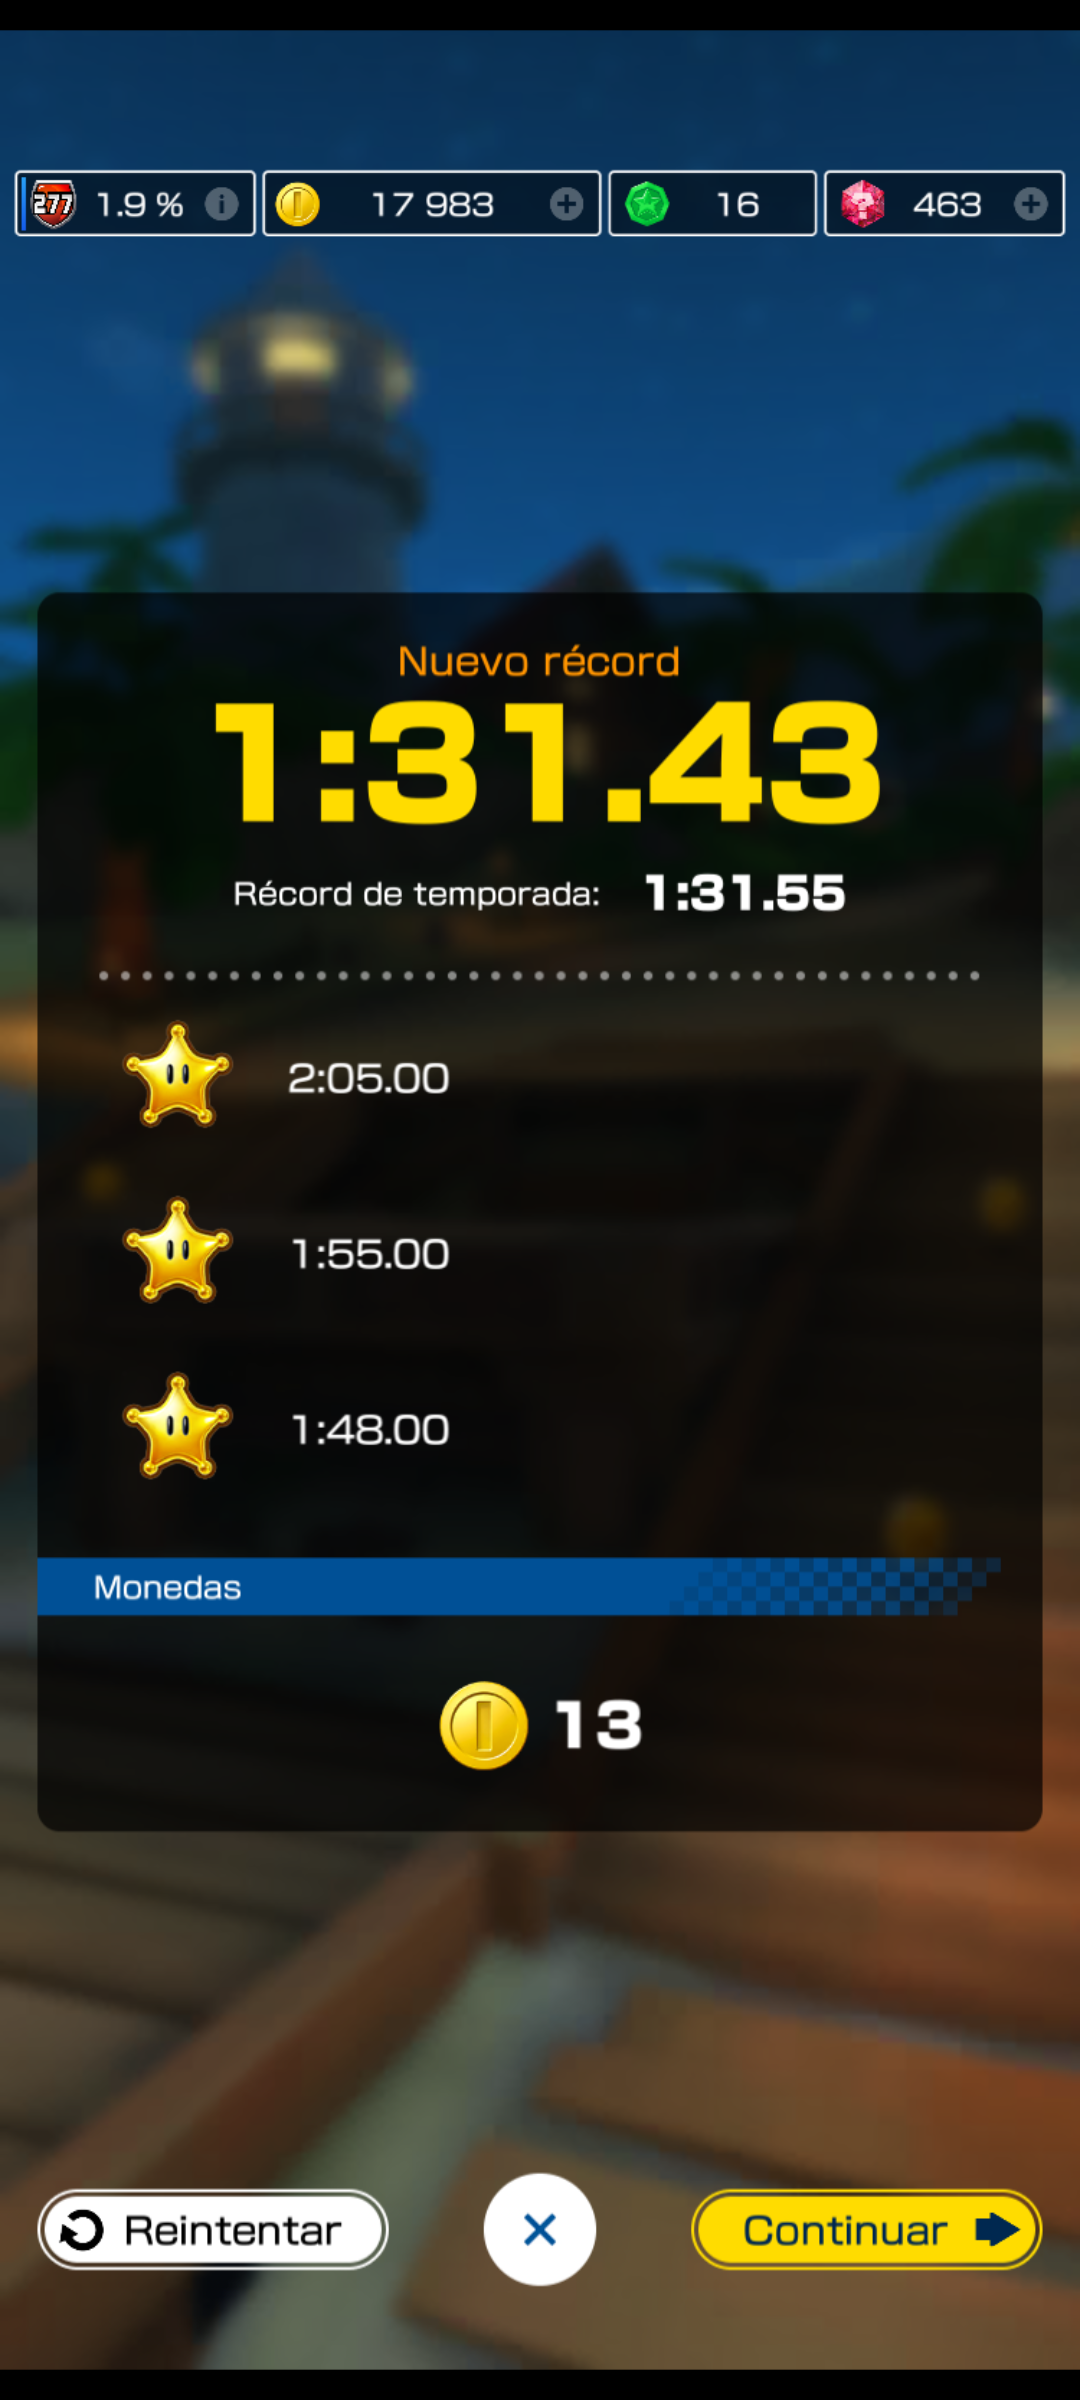 277 1.9 % 17 983 16 463
Nuevo récord
1:31.43
Récord de temporada: 1:31.55
2:05.00
1:55.00
1:48.00
Monedas
13
Reintentar Continuar